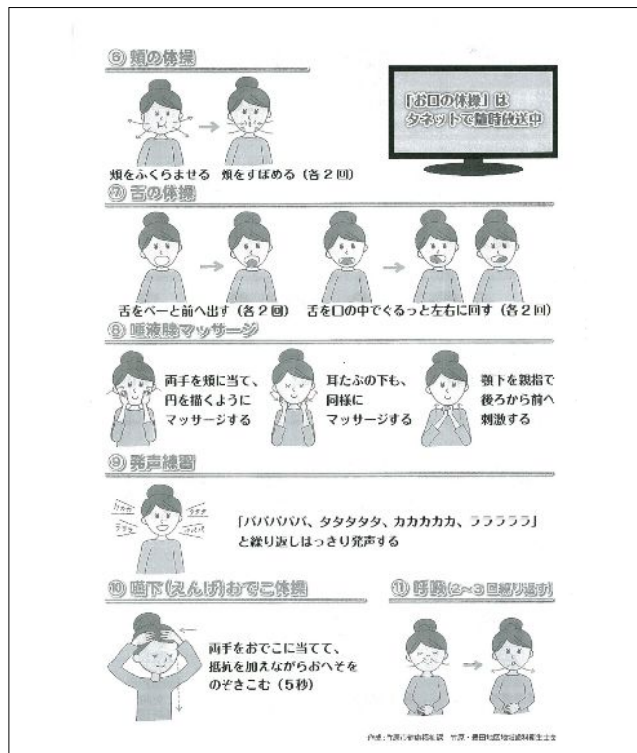 ⑥ 頬の体操
「お口の体操」は
タネットで随時放送中
頬をふくらませる 頬をすぼめる（各２回）
⑦ 舌の体操
舌をべーと前へ出す（各２回） 舌を口の中でぐるっと左右に回す（各２回）
⑧ 唾液腺マッサージ
両手を頬に当て、
円を描くように
マッサージする
耳たぶの下も、
同様に
マッサージする
顎下を親指で
後ろから前へ
刺激する
⑨ 発声練習
「パパパパパ、タタタタタ、カカカカカ、ラララララ」
と繰り返しはっきり発声する
⑩ 嚥下(えんげ)おでこ体操
両手をおでこに当てて、
抵抗を加えながらおへそを
のぞきこむ（５秒）
⑪ 呼吸(2～3回繰り返す)